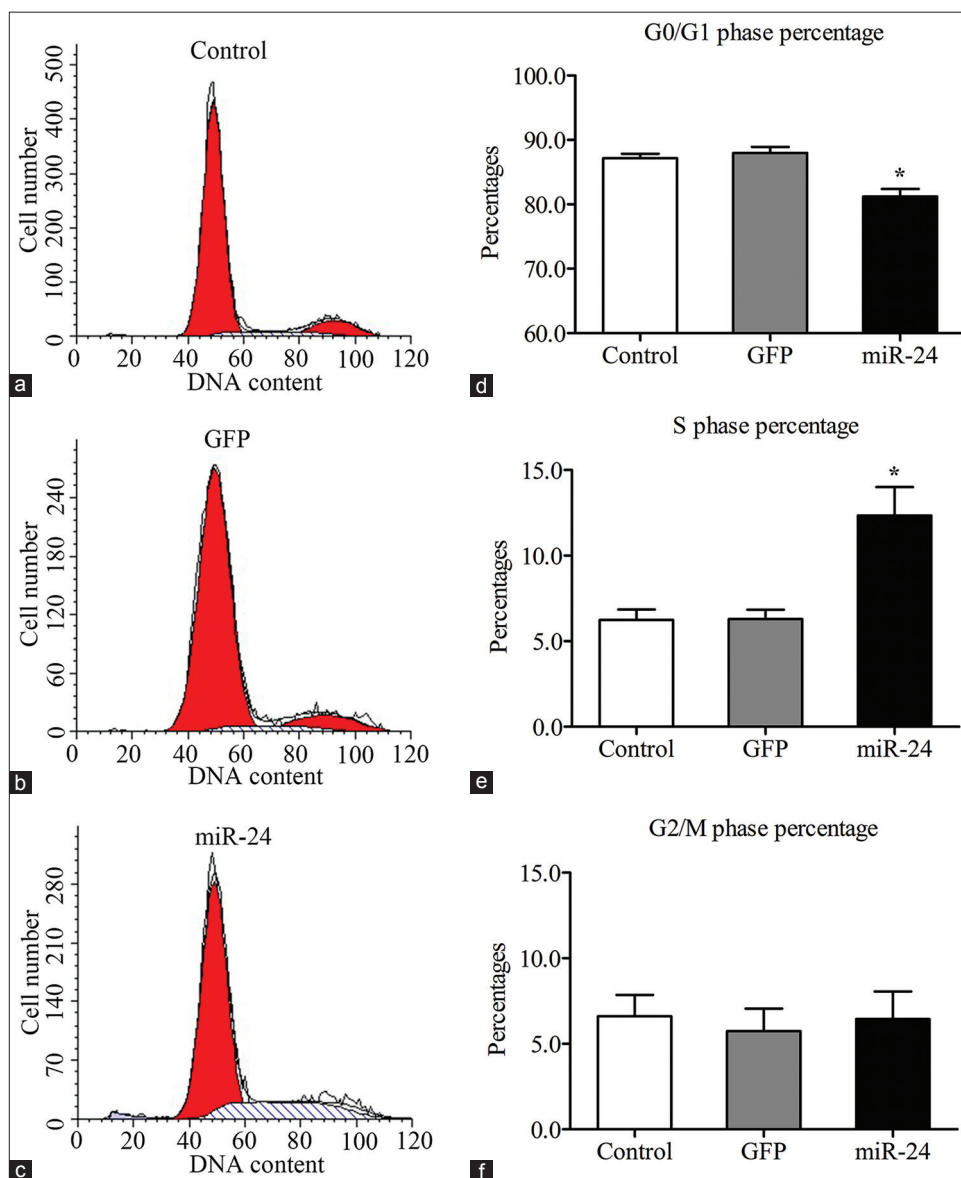 Control
Cell number
500
400
300
200
100
0
0 20 40 60 80 100 120
DNA content
a
GFP
Cell number
240
180
120
60
0
0 20 40 60 80 100 120
DNA content
b
miR-24
Cell number
280
210
140
70
0
0 20 40 60 80 100 120
DNA content
c
G0/G1 phase percentage
Percentages
100.0
90.0
80.0
70.0
60.0
*
Control GFP miR-24
d
S phase percentage
Percentages
15.0
10.0
5.0
0.0
*
Control GFP miR-24
e
G2/M phase percentage
Percentages
15.0
10.0
5.0
0.0
Control GFP miR-24
f